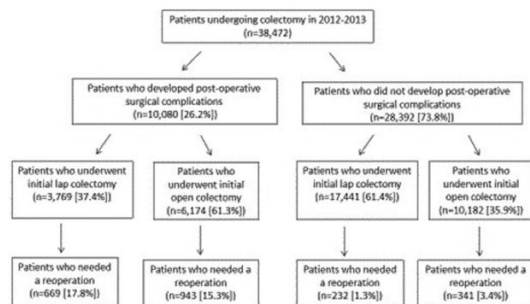 Patients undergoing colectomy in 2012-2013
(n=38,472)
Patients who developed post-operative
surgical complications
(n=10,080 [26.2%])
Patients who did not develop post-operative
surgical complications
(n=28,392 [73.8%])
Patients who underwent
initial lap colectomy
(n=3,769 [37.4%])
Patients who
underwent initial
open colectomy
(n=6,174 [61.3%])
Patients who underwent
initial lap colectomy
(n=17,441 [61.4%])
Patients who
underwent initial
open colectomy
(n=10,182 [35.9%])
Patients who needed
a reoperation
(n=669 [17.8%])
Patients who needed a
reoperation
(n=943 [15.3%])
Patients who needed
a reoperation
(n=232 [1.3%])
Patients who needed
a reoperation
(n=341 [3.4%])